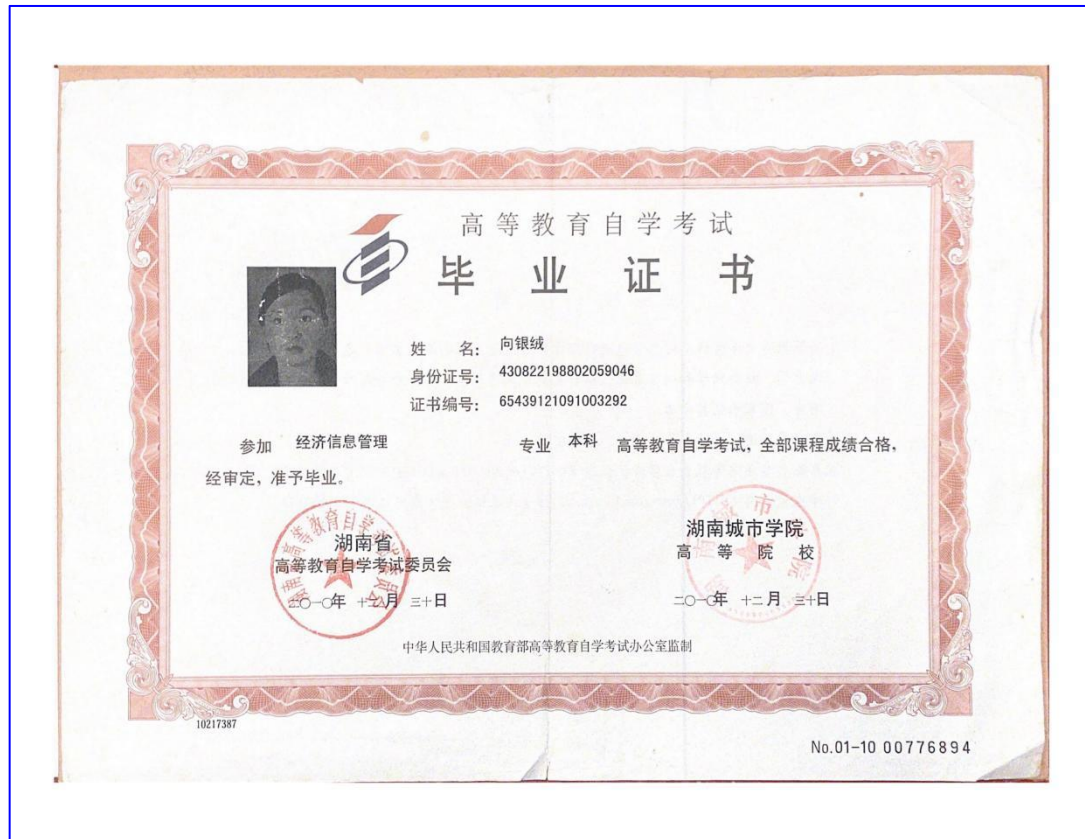 高等教育自学考试
毕业证书
姓名：向银绒
身份证号：430822198802059046
证书编号：65439121091003292
参加 经济信息管理 专业 本科 高等教育自学考试，全部课程成绩合格，
经审定，准予毕业。
湖南省 湖南城市学院
高等教育自学考试委员会 高等院校
二〇一〇年 十二月 三十日 二〇一〇年 十二月 三十日
中华人民共和国教育部高等教育自学考试办公室监制
10217387
No.01-10 00776894